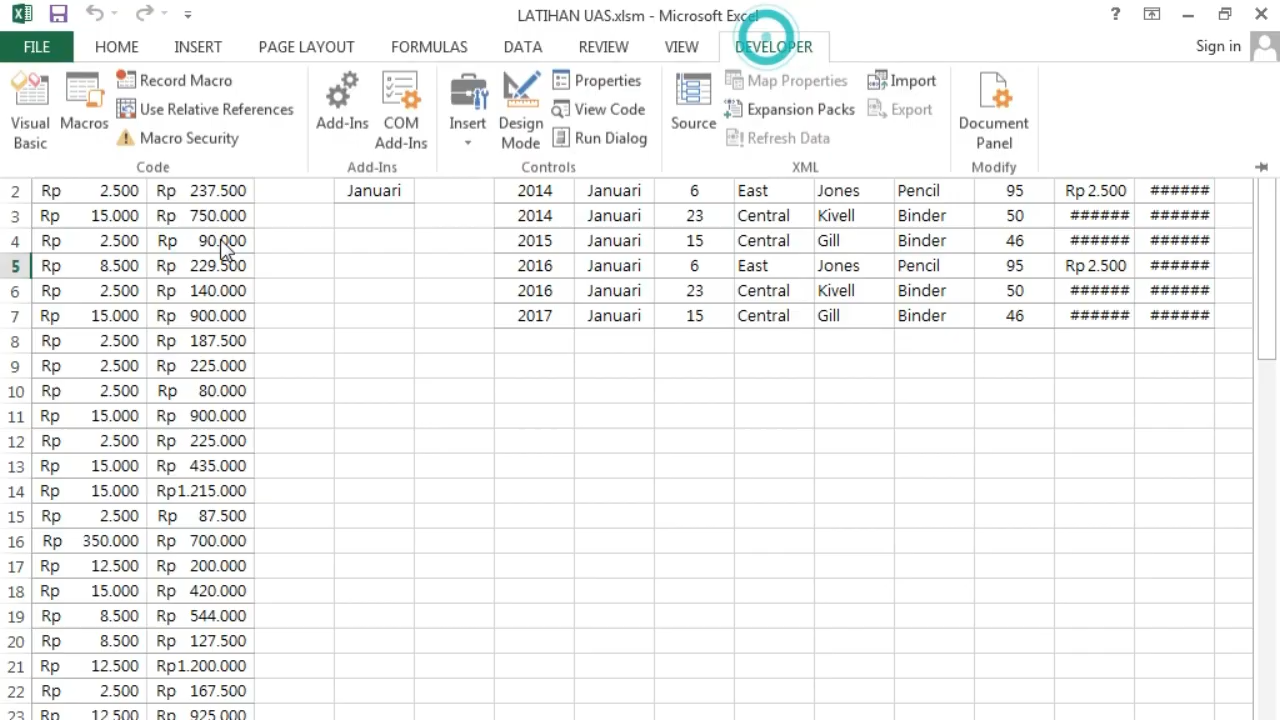 LATIHAN UAS.xlsm - Microsoft Excel
FILE HOME INSERT PAGE LAYOUT FORMULAS DATA REVIEW VIEW DEVELOPER Sign in
Visual Basic
Macros
Record Macro
Use Relative References
Macro Security
Code
Add-Ins
COM Add-Ins
Add-Ins
Insert
Design Mode
Properties
View Code
Run Dialog
Controls
Source
Map Properties
Expansion Packs
Refresh Data
Import
Export
XML
Document Panel
Modify
2 Rp 2.500 Rp 237.500 Januari 2014 Januari 6 East Jones Pencil 95 Rp 2.500 ######
3 Rp 15.000 Rp 750.000 2014 Januari 23 Central Kivell Binder 50 ###### ######
4 Rp 2.500 Rp 90.000 2015 Januari 15 Central Gill Binder 46 ###### ######
5 Rp 8.500 Rp 229.500 2016 Januari 6 East Jones Pencil 95 Rp 2.500 ######
6 Rp 2.500 Rp 140.000 2016 Januari 23 Central Kivell Binder 50 ###### ######
7 Rp 15.000 Rp 900.000 2017 Januari 15 Central Gill Binder 46 ###### ######
8 Rp 2.500 Rp 187.500
9 Rp 2.500 Rp 225.000
10 Rp 2.500 Rp 80.000
11 Rp 15.000 Rp 900.000
12 Rp 2.500 Rp 225.000
13 Rp 15.000 Rp 435.000
14 Rp 15.000 Rp1.215.000
15 Rp 2.500 Rp 87.500
16 Rp 350.000 Rp 700.000
17 Rp 12.500 Rp 200.000
18 Rp 15.000 Rp 420.000
19 Rp 8.500 Rp 544.000
20 Rp 8.500 Rp 127.500
21 Rp 12.500 Rp1.200.000
22 Rp 2.500 Rp 167.500
23 Rp 12.500 Rp 925.000